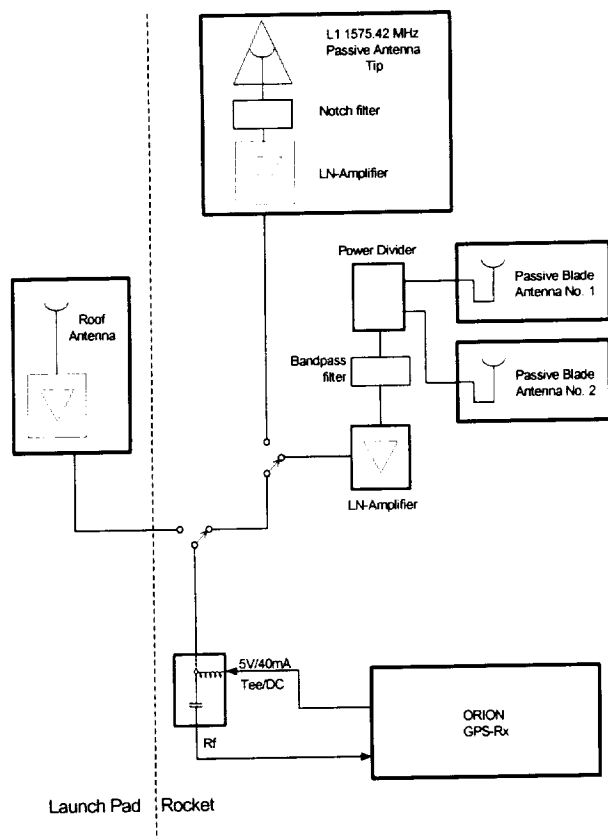 L1 1575.42 MHz
Passive Antenna
Tip
Notch filter
LN-Amplifier
Power Divider
Passive Blade
Antenna No. 1
Roof
Antenna
Bandpass
filter
Passive Blade
Antenna No. 2
LN-Amplifier
5V/40mA
Tee/DC
ORION
GPS-Rx
Rf
Launch Pad
Rocket